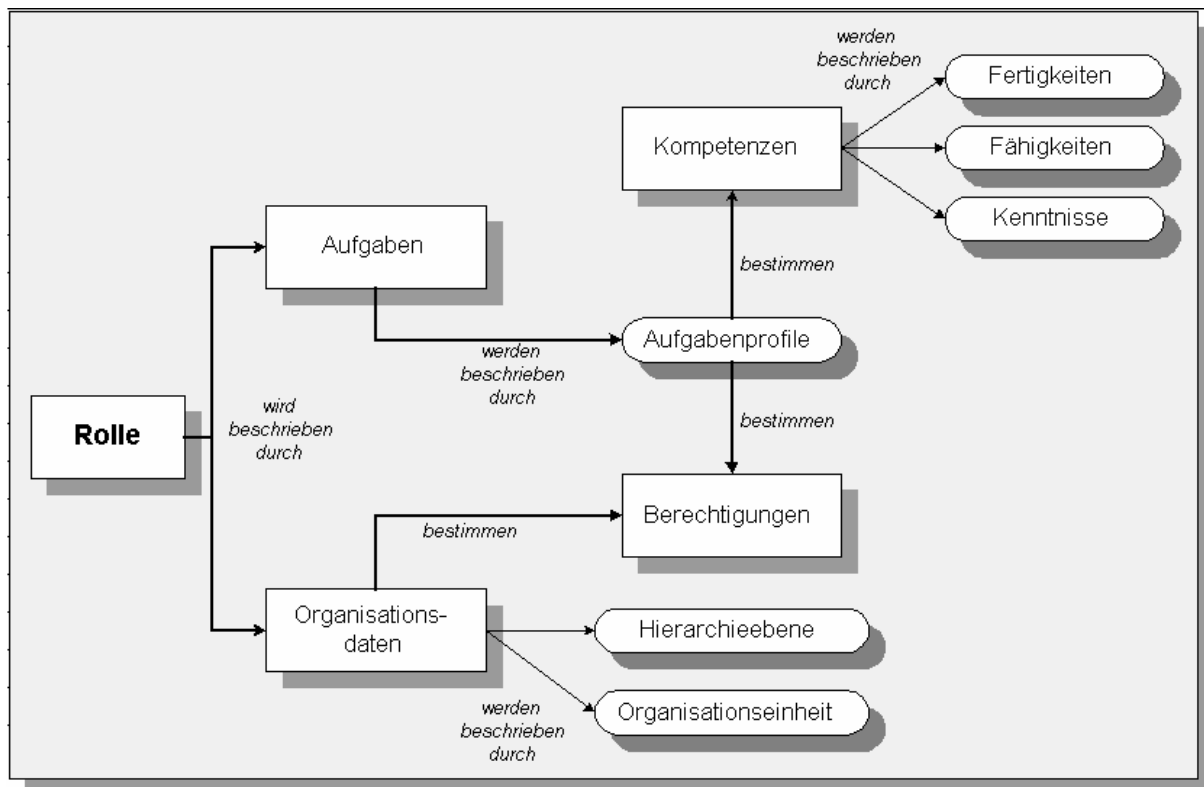 werden
beschrieben
durch
Fertigkeiten
Kompetenzen
Fähigkeiten
Kenntnisse
Aufgaben
bestimmen
Aufgabenprofile
werden
beschrieben
durch
bestimmen
Rolle
wird
beschrieben
durch
Berechtigungen
bestimmen
Organisations-
daten
Hierarchieebene
Organisationseinheit
werden
beschrieben
durch